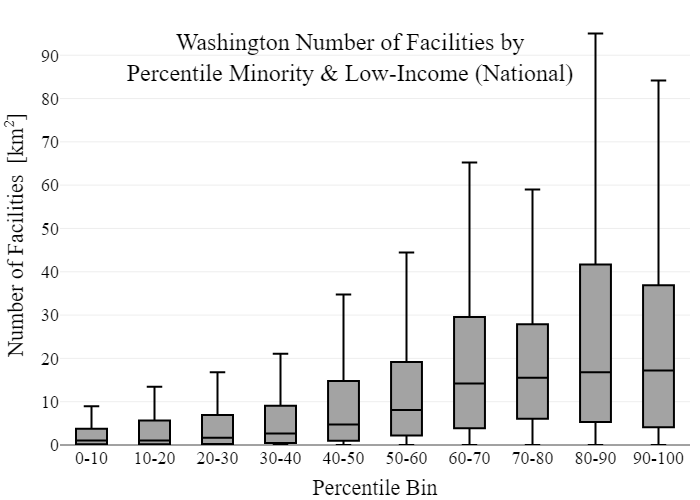 Washington Number of Facilities by
Percentile Minority & Low-Income (National)
Number of Facilities [km²]
90
80
70
60
50
40
30
20
10
0
0-10 10-20 20-30 30-40 40-50 50-60 60-70 70-80 80-90 90-100
Percentile Bin